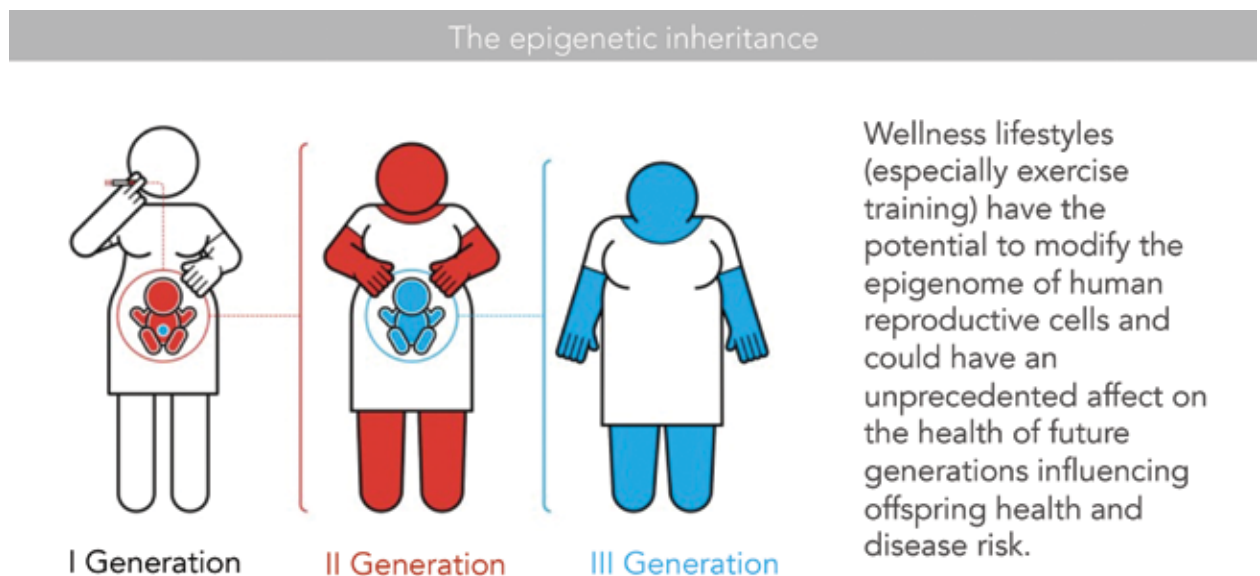 The epigenetic inheritance
Wellness lifestyles
(especially exercise
training) have the
potential to modify the
epigenome of human
reproductive cells and
could have an
unprecedented affect on
the health of future
generations influencing
offspring health and
disease risk.
I Generation
II Generation
III Generation